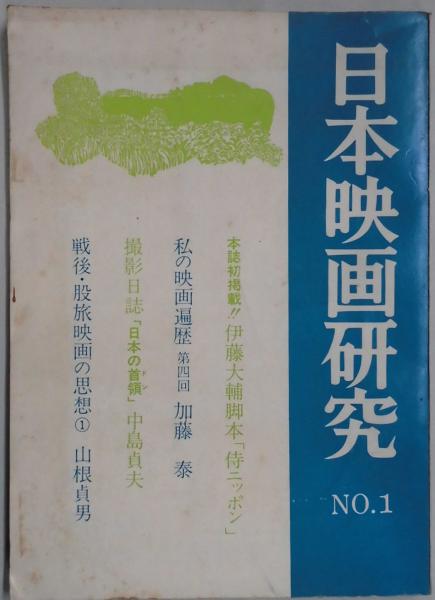 日本映画研究
NO.1
本誌初掲載!! 伊藤大輔脚本「侍ニッポン」
私の映画遍歴 第四回 加藤 泰
撮影日誌「日本の首領」中島貞夫
ドン
戦後・股旅映画の思想① 山根貞男